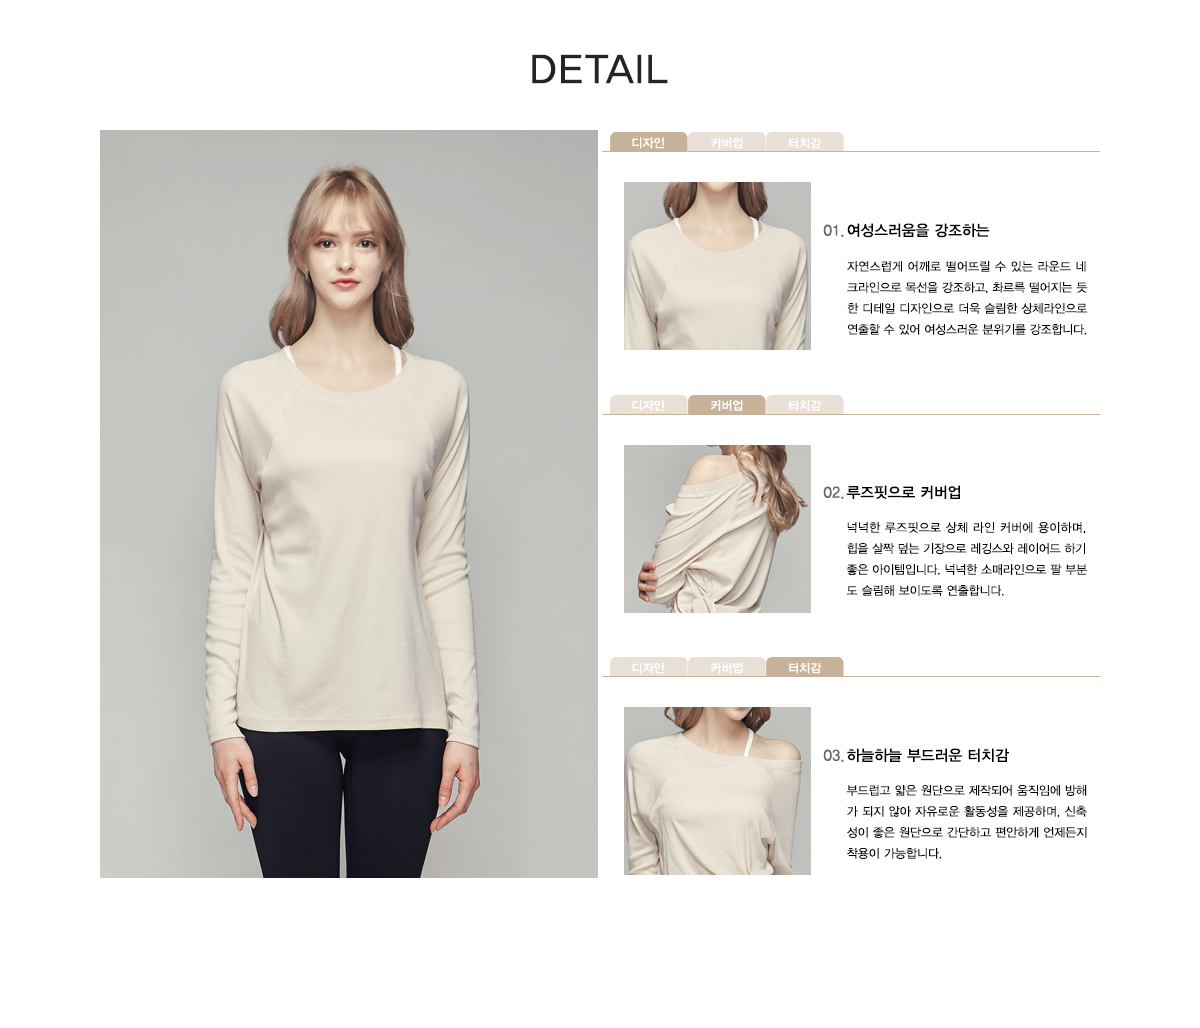 DETAIL
디자인 커버업 터치감
01. 여성스러움을 강조하는
자연스럽게 어깨로 떨어뜨릴 수 있는 라운드 네
크라인으로 목선을 강조하고, 촤르륵 떨어지는 듯
한 디테일 디자인으로 더욱 슬림한 상체라인으로
연출할 수 있어 여성스러운 분위기를 강조합니다.
디자인 커버업 터치감
02. 루즈핏으로 커버업
넉넉한 루즈핏으로 상체 라인 커버에 용이하며,
힙을 살짝 덮는 기장으로 레깅스와 레이어드 하기
좋은 아이템입니다. 넉넉한 소매라인으로 팔 부분
도 슬림해 보이도록 연출합니다.
디자인 커버업 터치감
03. 하늘하늘 부드러운 터치감
부드럽고 얇은 원단으로 제작되어 움직임에 방해
가 되지 않아 자유로운 활동성을 제공하며, 신축
성이 좋은 원단으로 간단하고 편안하게 언제든지
착용이 가능합니다.